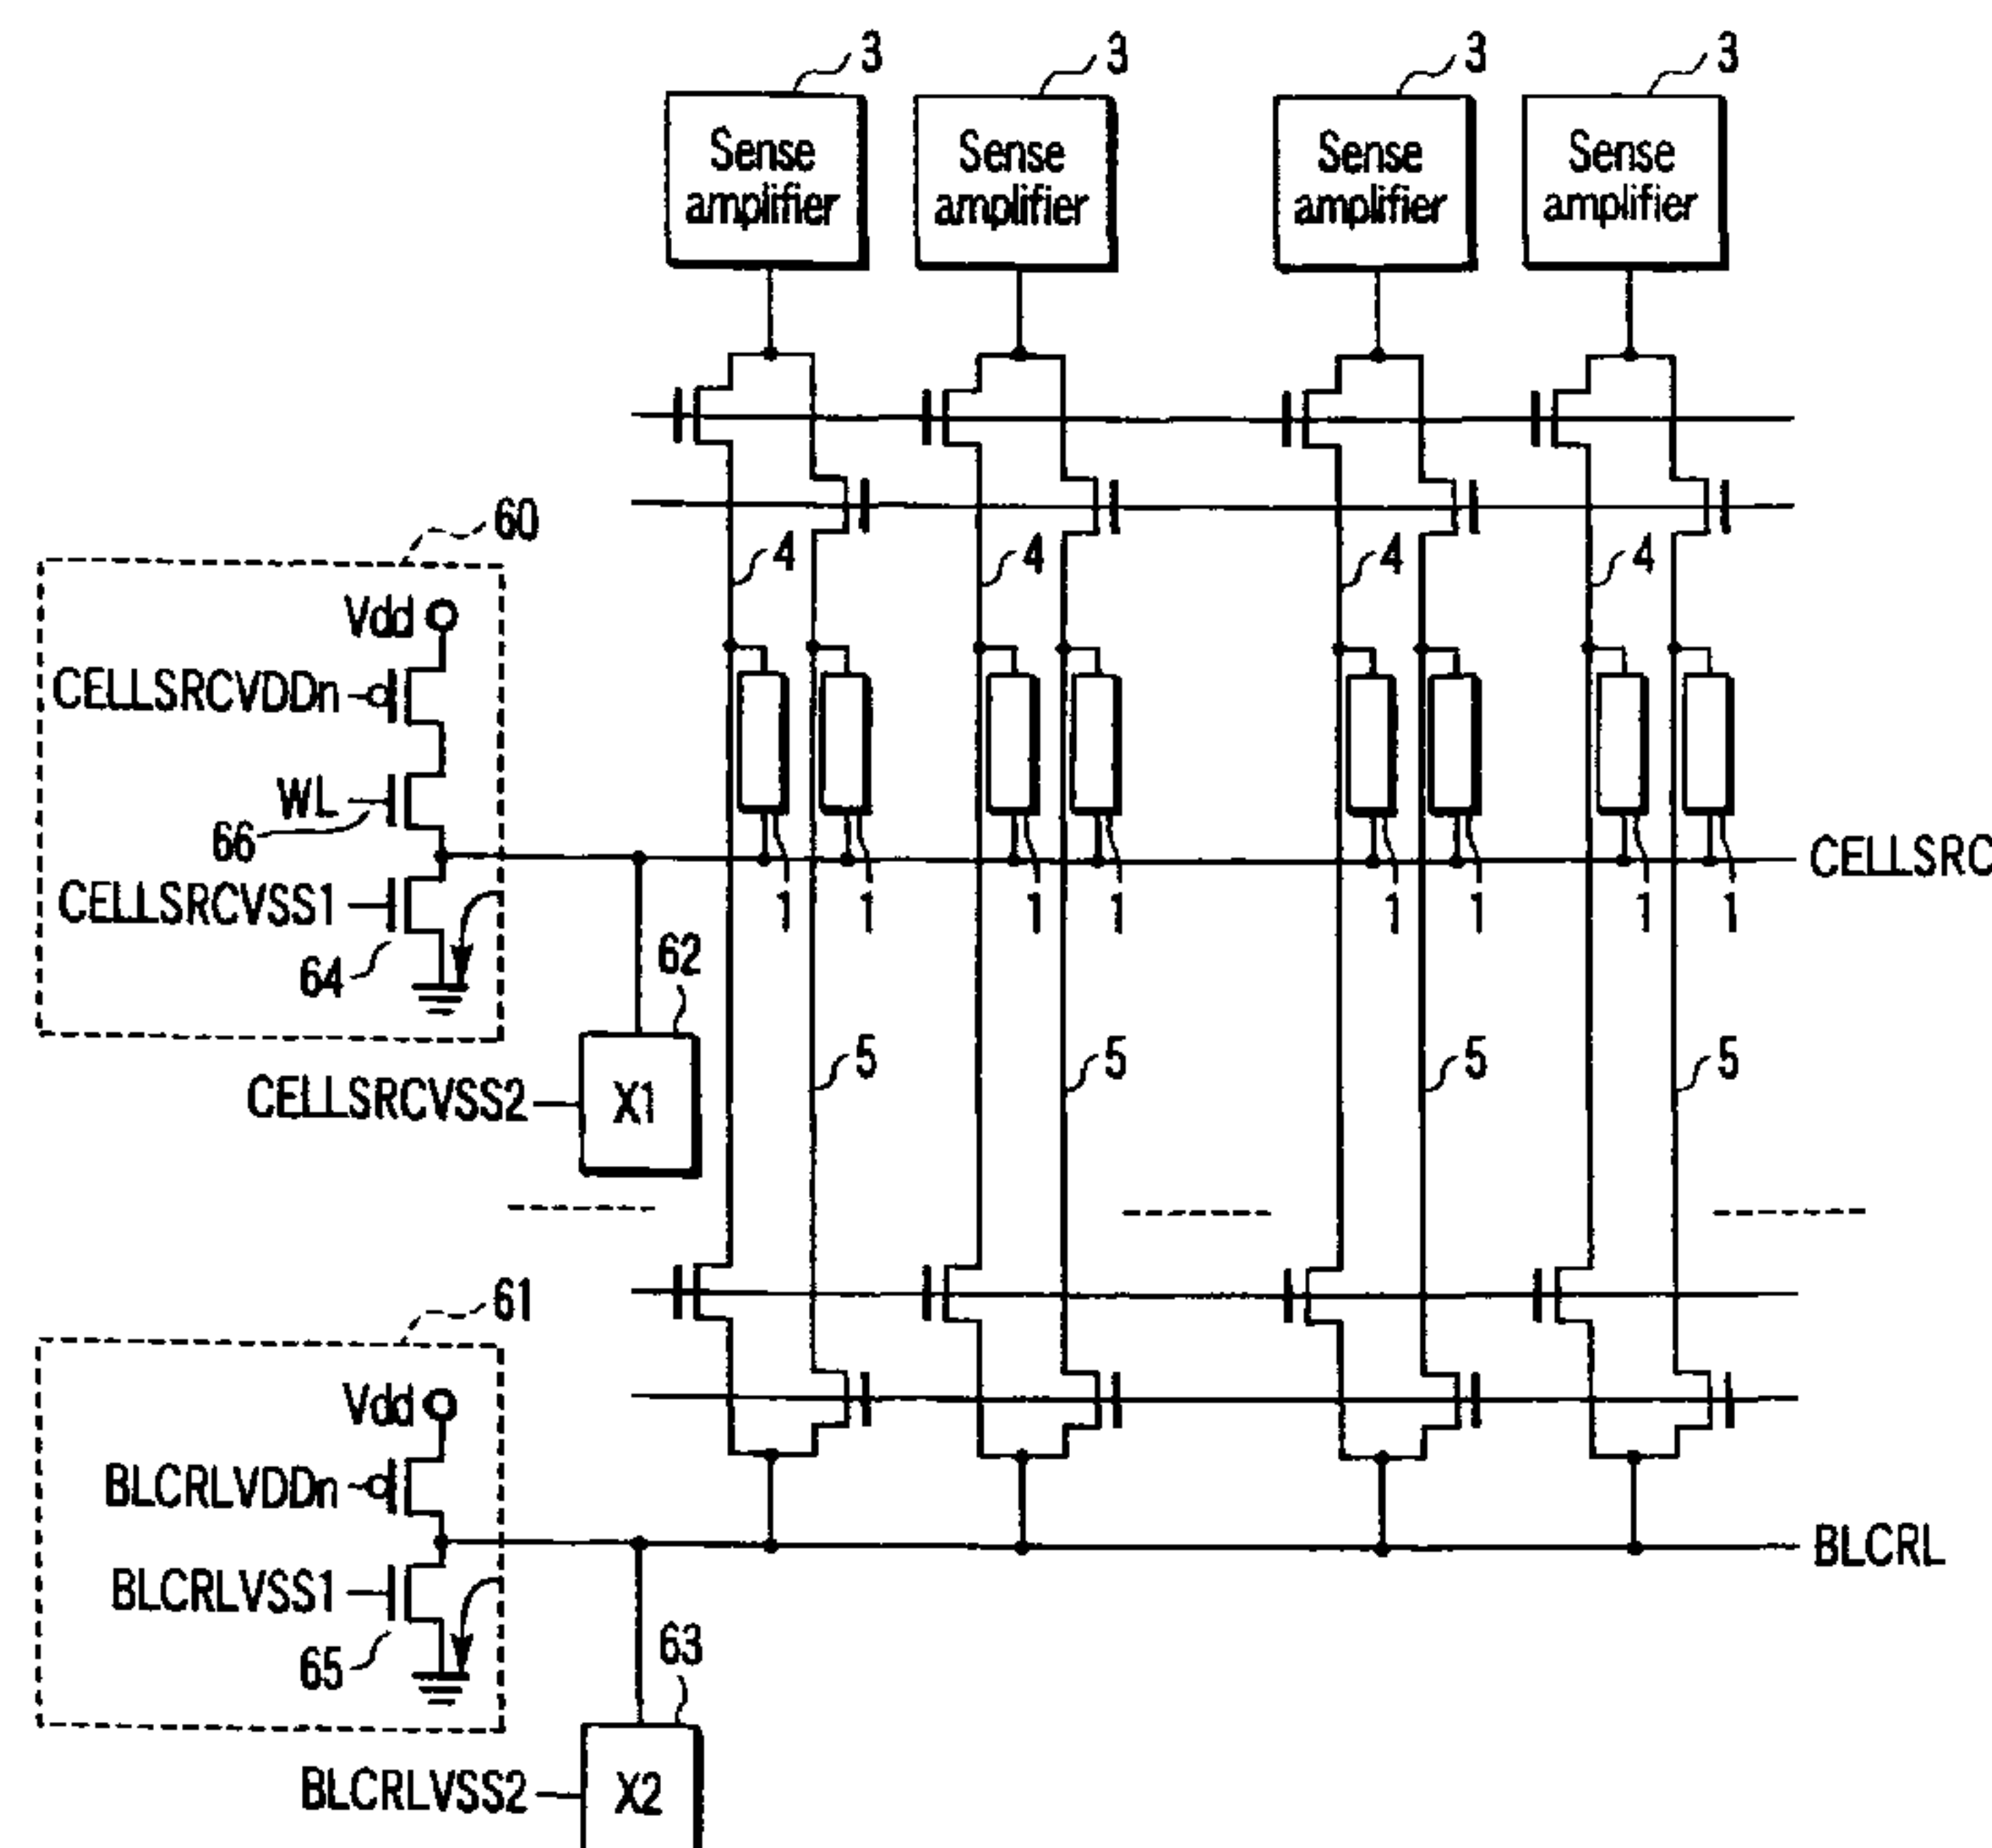 3 3 3 3
Sense amplifier
Sense amplifier
Sense amplifier
Sense amplifier
60
4 4 4 4
Vdd
CELLSRCVDDn
WL
66
CELLSRC
CELLSRCVSS1
1 1 1 1 1 1 1 1
64
62
5 5 5 5
CELLSRCVSS2
X1
61
Vdd
BLCRLVDDn
BLCRL
BLCRLVSS1
65
63
BLCRLVSS2
X2